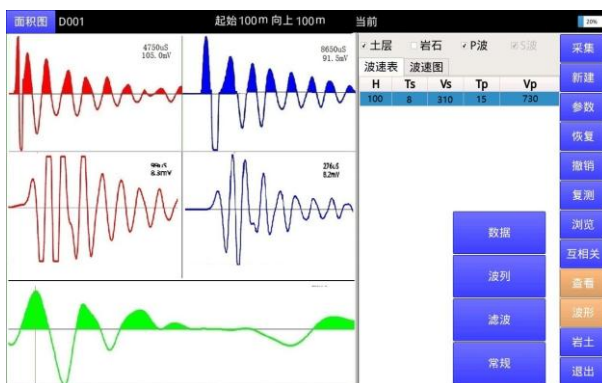 面积图 D001 起始100m 向上 100m 当前 20%
4750uS
105.0mV
8650uS
91.5mV
99uS
8.3mV
276uS
8.2mV
土层 岩石 P波 S波
波速表 波速图
H Ts Vs Tp Vp
100 8 310 15 730
数据
波列
滤波
常规
采集
新建
参数
恢复
撤销
复测
浏览
互相关
查看
波形
岩土
退出